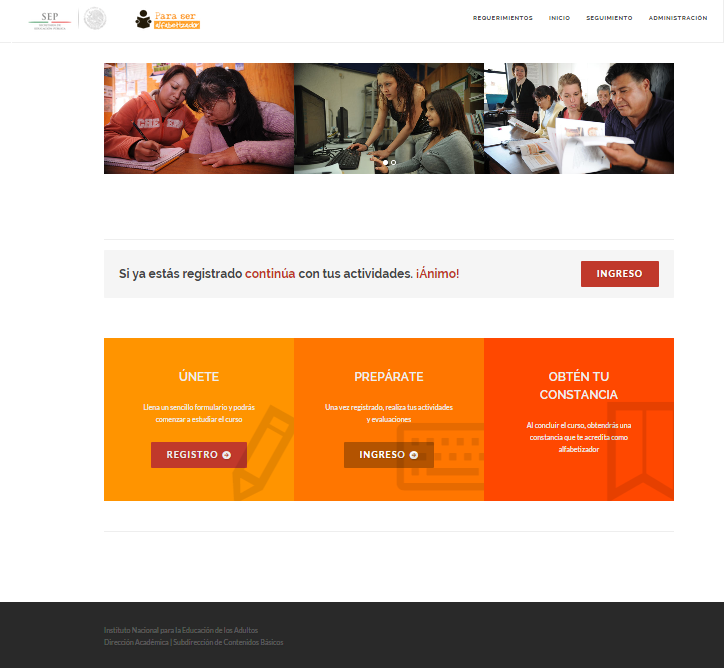 SEP
Para ser
alfabetizador
REQUERIMIENTOS INICIO SEGUIMIENTO ADMINISTRACIÓN
Si ya estás registrado continúa con tus actividades. ¡Ánimo!
INGRESO
ÚNETE
Llena un sencillo formulario y podrás
comenzar a estudiar el curso
REGISTRO
PREPÁRATE
Una vez registrado, realiza tus actividades
y evaluaciones
INGRESO
OBTÉN TU
CONSTANCIA
Al concluir el curso, obtendrás una
constancia que te acredita como
alfabetizador
Instituto Nacional para la Educación de los Adultos
Dirección Académica | Subdirección de Contenidos Básicos